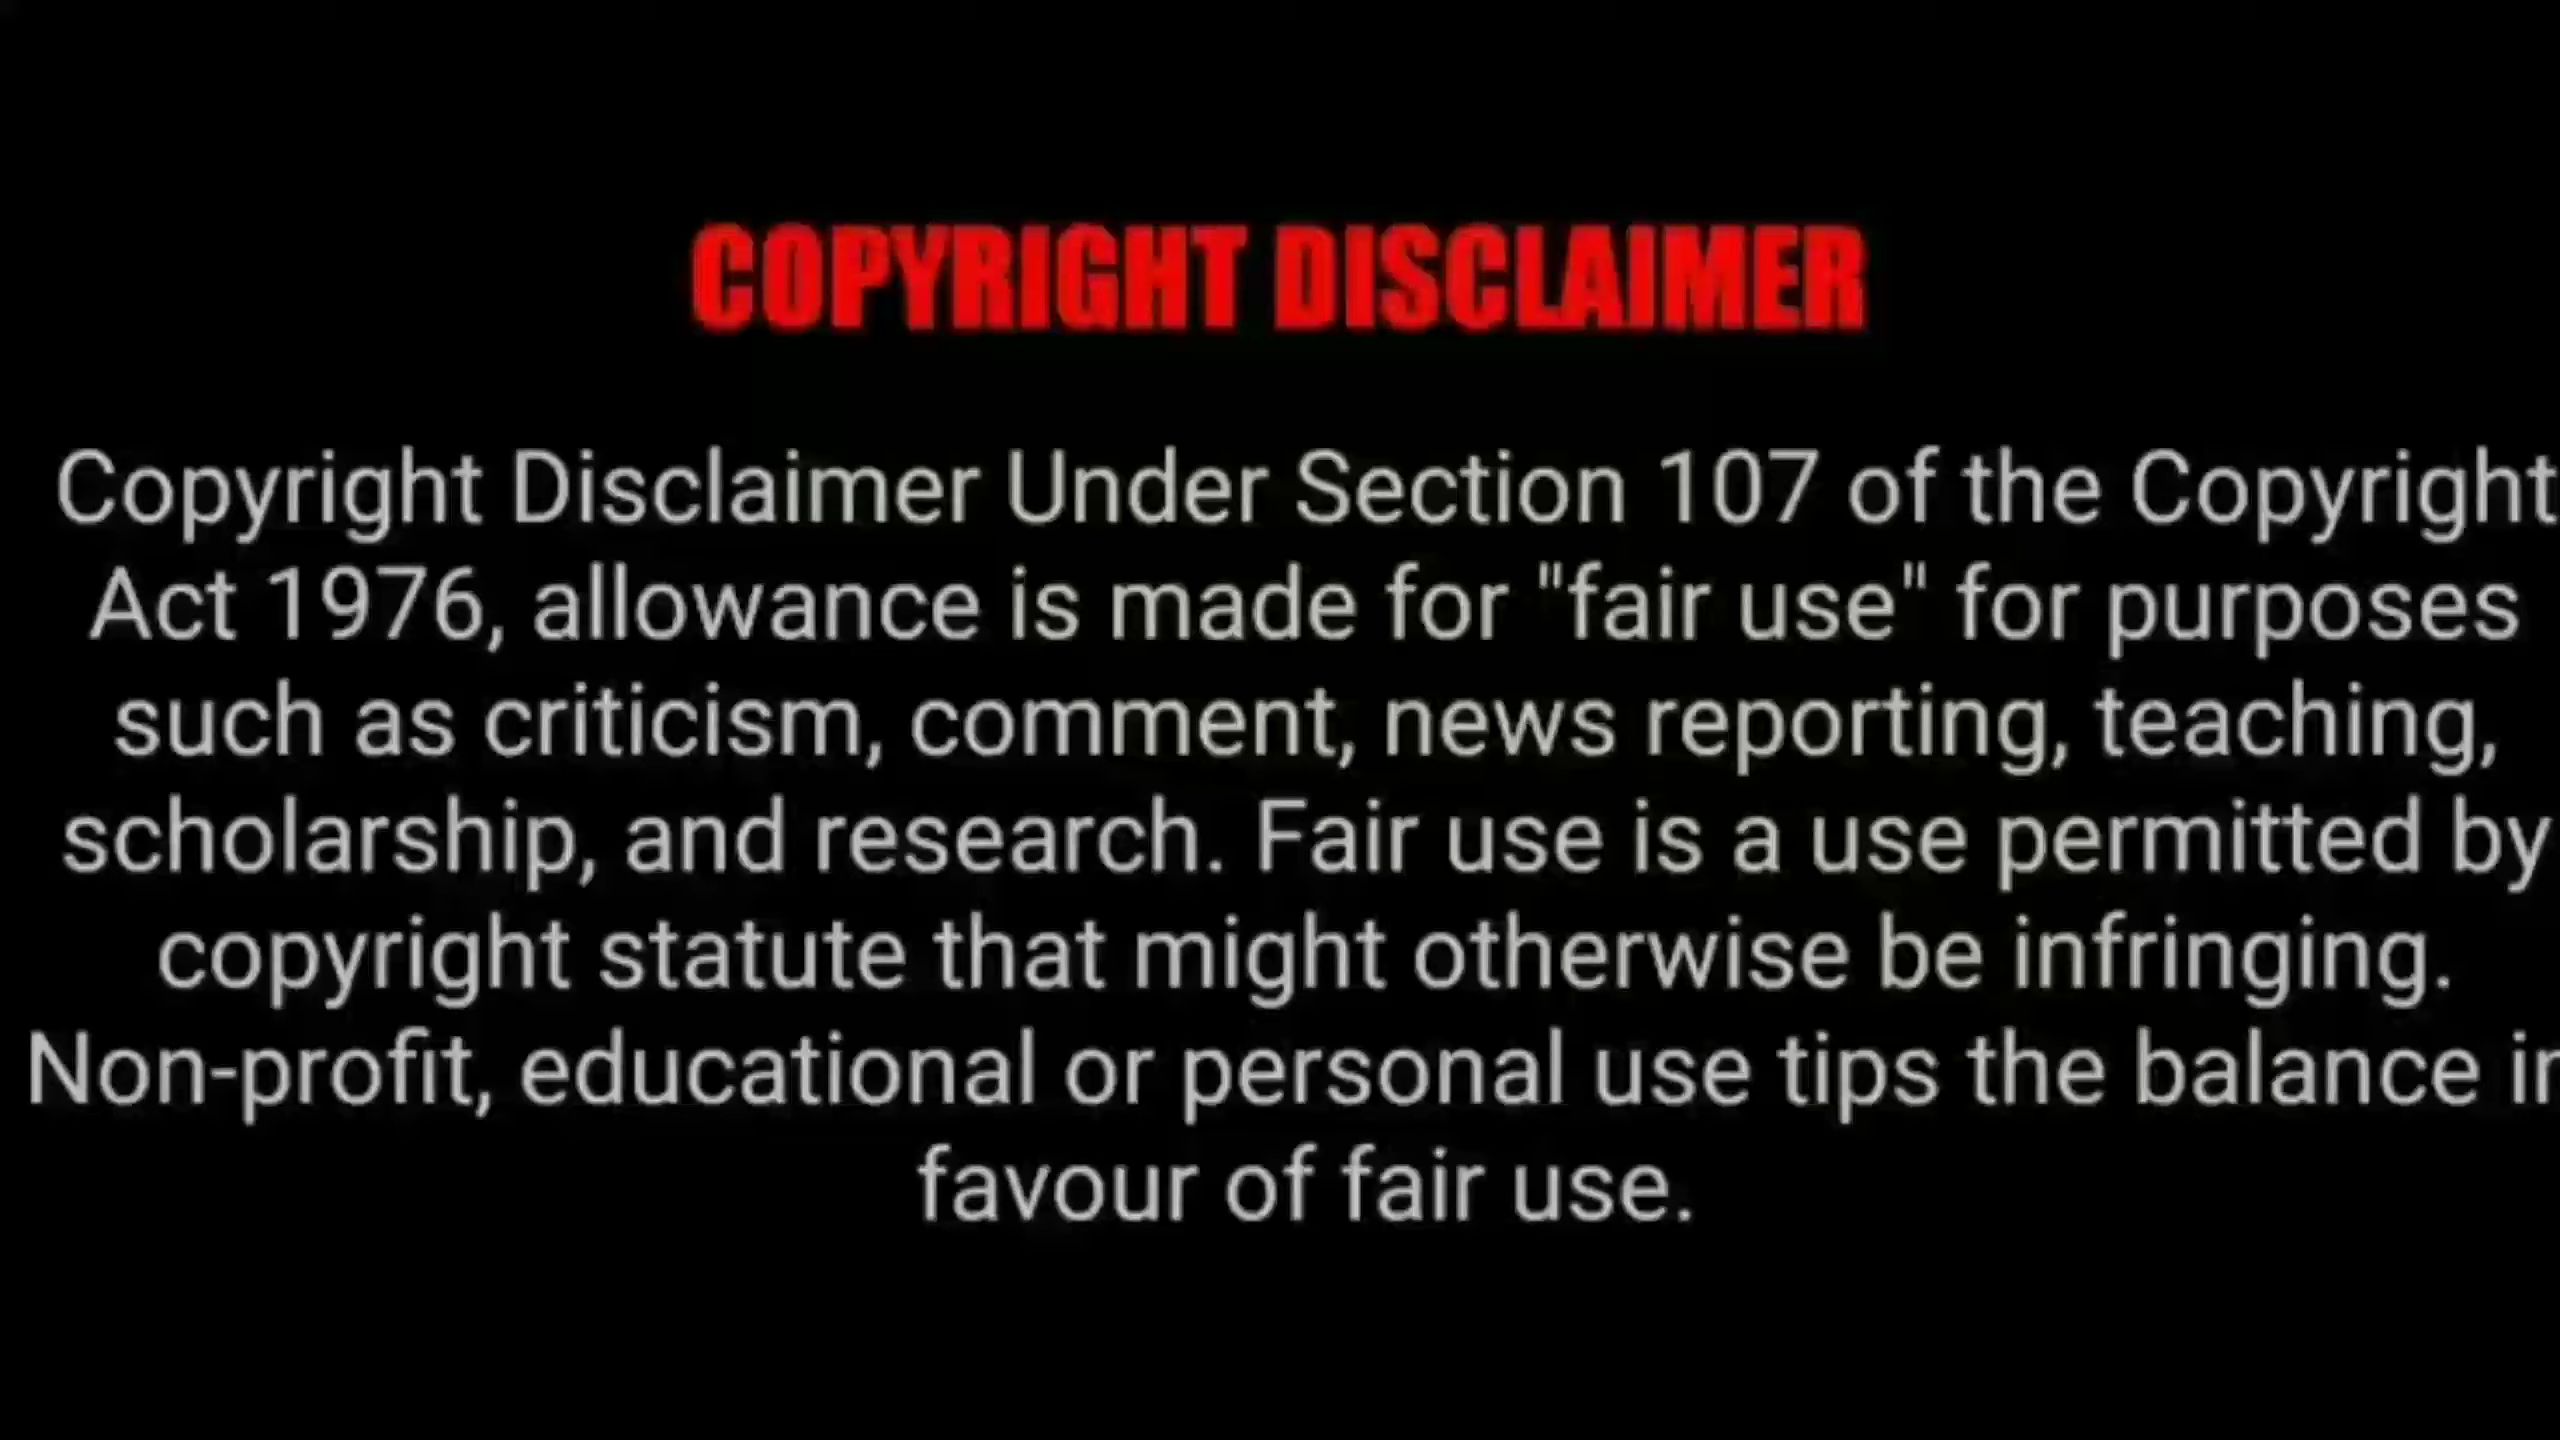 COPYRIGHT DISCLAIMER
Copyright Disclaimer Under Section 107 of the Copyright
Act 1976, allowance is made for "fair use" for purposes
such as criticism, comment, news reporting, teaching,
scholarship, and research. Fair use is a use permitted by
copyright statute that might otherwise be infringing.
Non-profit, educational or personal use tips the balance in
favour of fair use.